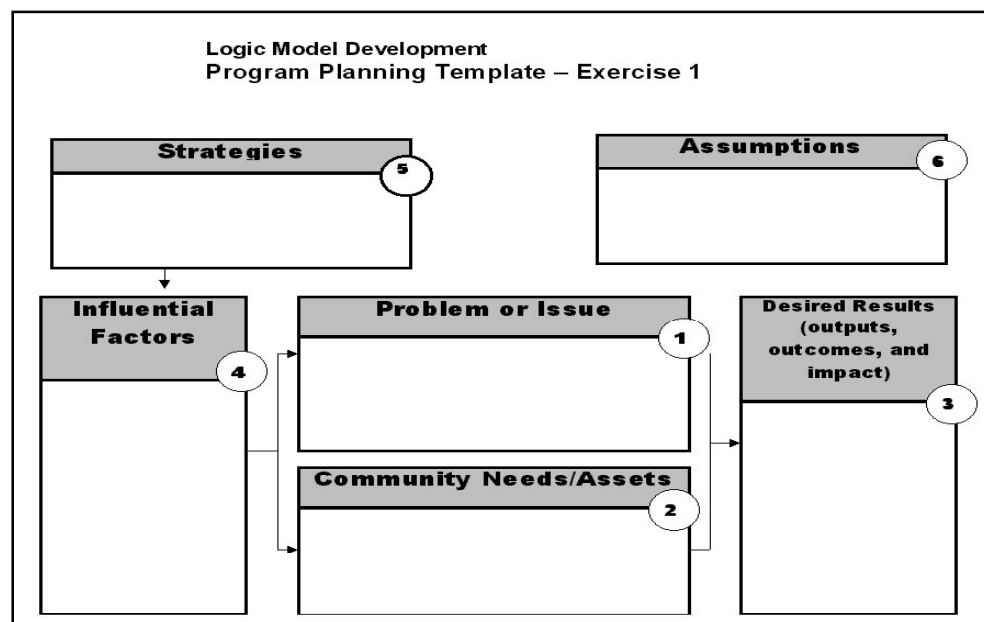 Logic Model Development
Program Planning Template – Exercise 1
Strategies
5
Assumptions
6
Influential
Factors
4
Problem or Issue
1
Community Needs/Assets
2
Desired Results
(outputs,
outcomes, and
impact)
3